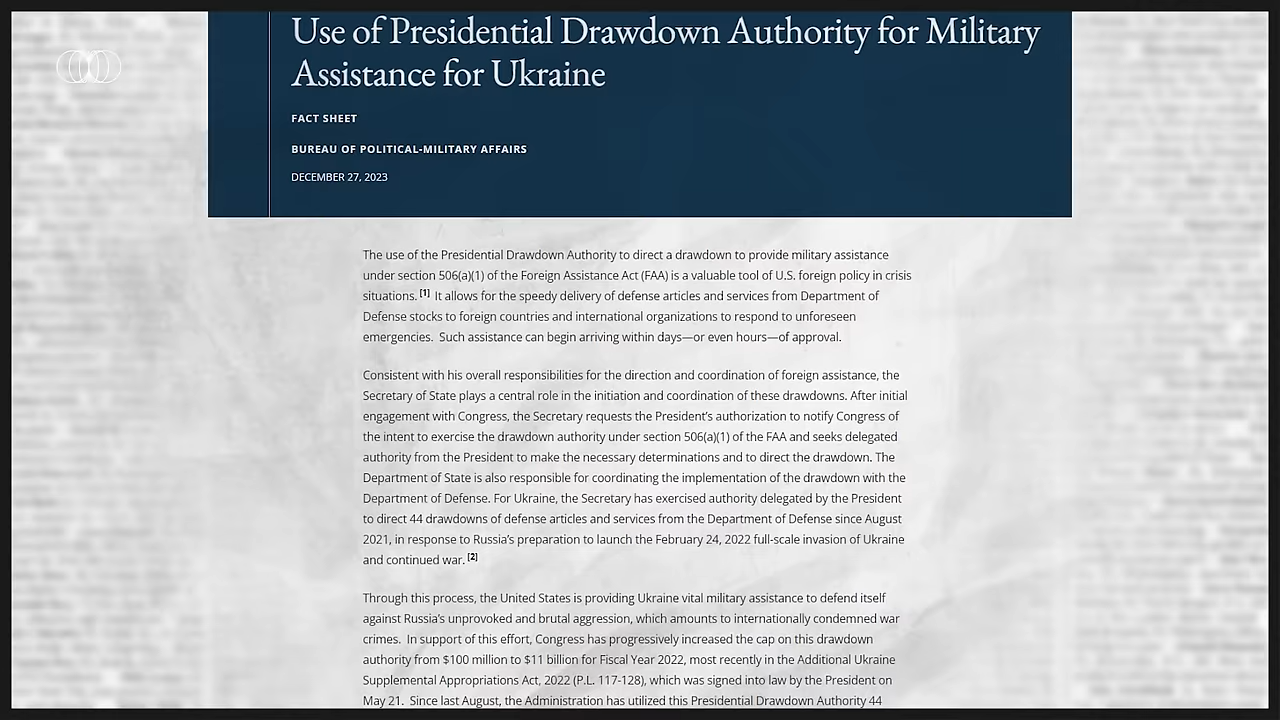 Use of Presidential Drawdown Authority for Military
Assistance for Ukraine
FACT SHEET
BUREAU OF POLITICAL-MILITARY AFFAIRS
DECEMBER 27, 2023
The use of the Presidential Drawdown Authority to direct a drawdown to provide military assistance
under section 506(a)(1) of the Foreign Assistance Act (FAA) is a valuable tool of U.S. foreign policy in crisis
situations. [1] It allows for the speedy delivery of defense articles and services from Department of
Defense stocks to foreign countries and international organizations to respond to unforeseen
emergencies. Such assistance can begin arriving within days—or even hours—of approval.
Consistent with his overall responsibilities for the direction and coordination of foreign assistance, the
Secretary of State plays a central role in the initiation and coordination of these drawdowns. After initial
engagement with Congress, the Secretary requests the President's authorization to notify Congress of
the intent to exercise the drawdown authority under section 506(a)(1) of the FAA and seeks delegated
authority from the President to make the necessary determinations and to direct the drawdown. The
Department of State is also responsible for coordinating the implementation of the drawdown with the
Department of Defense. For Ukraine, the Secretary has exercised authority delegated by the President
to direct 44 drawdowns of defense articles and services from the Department of Defense since August
2021, in response to Russia's preparation to launch the February 24, 2022 full-scale invasion of Ukraine
and continued war. [2]
Through this process, the United States is providing Ukraine vital military assistance to defend itself
against Russia's unprovoked and brutal aggression, which amounts to internationally condemned war
crimes. In support of this effort, Congress has progressively increased the cap on this drawdown
authority from $100 million to $11 billion for Fiscal Year 2022, most recently in the Additional Ukraine
Supplemental Appropriations Act, 2022 (P.L. 117-128), which was signed into law by the President on
May 21. Since last August, the Administration has utilized this Presidential Drawdown Authority 44